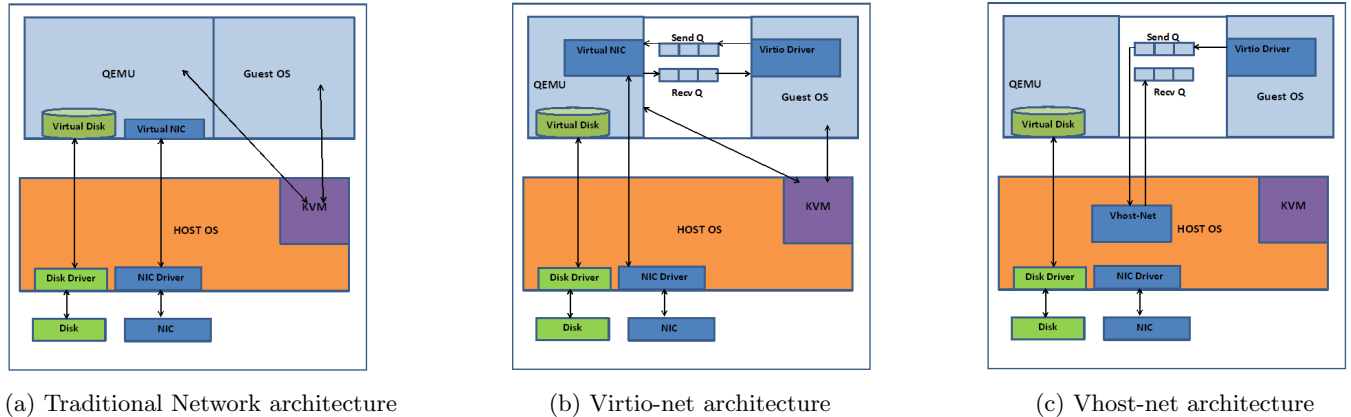 QEMU
Guest OS
Virtual Disk
Virtual NIC
KVM
HOST OS
Disk Driver
NIC Driver
Disk
NIC
(a) Traditional Network architecture
Send Q
Virtual NIC
Virtio Driver
QEMU
Recv Q
Guest OS
Virtual Disk
KVM
HOST OS
Disk Driver
NIC Driver
Disk
NIC
(b) Virtio-net architecture
Send Q
Virtio Driver
QEMU
Recv Q
Guest OS
Virtual Disk
KVM
Vhost-Net
HOST OS
Disk Driver
NIC Driver
Disk
NIC
(c) Vhost-net architecture